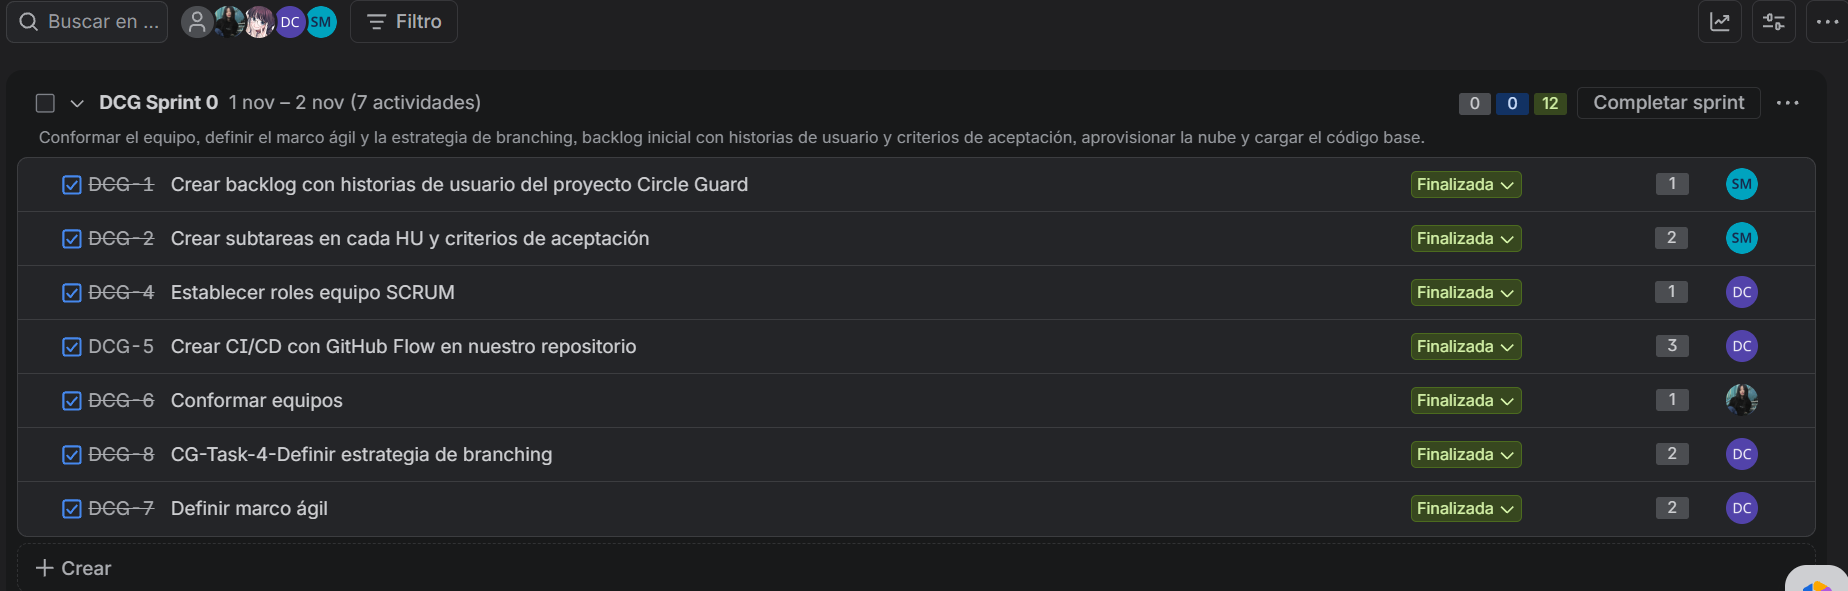 Buscar en ... DC SM Filtro
DCG Sprint 0 1 nov – 2 nov (7 actividades) 0 0 12 Completar sprint
Conformar el equipo, definir el marco ágil y la estrategia de branching, backlog inicial con historias de usuario y criterios de aceptación, aprovisionar la nube y cargar el código base.
DCG-1 Crear backlog con historias de usuario del proyecto Circle Guard Finalizada 1 SM
DCG-2 Crear subtareas en cada HU y criterios de aceptación Finalizada 2 SM
DCG-4 Establecer roles equipo SCRUM Finalizada 1 DC
DCG-5 Crear CI/CD con GitHub Flow en nuestro repositorio Finalizada 3 DC
DCG-6 Conformar equipos Finalizada 1
DCG-8 CG-Task-4-Definir estrategia de branching Finalizada 2 DC
DCG-7 Definir marco ágil Finalizada 2 DC
Crear